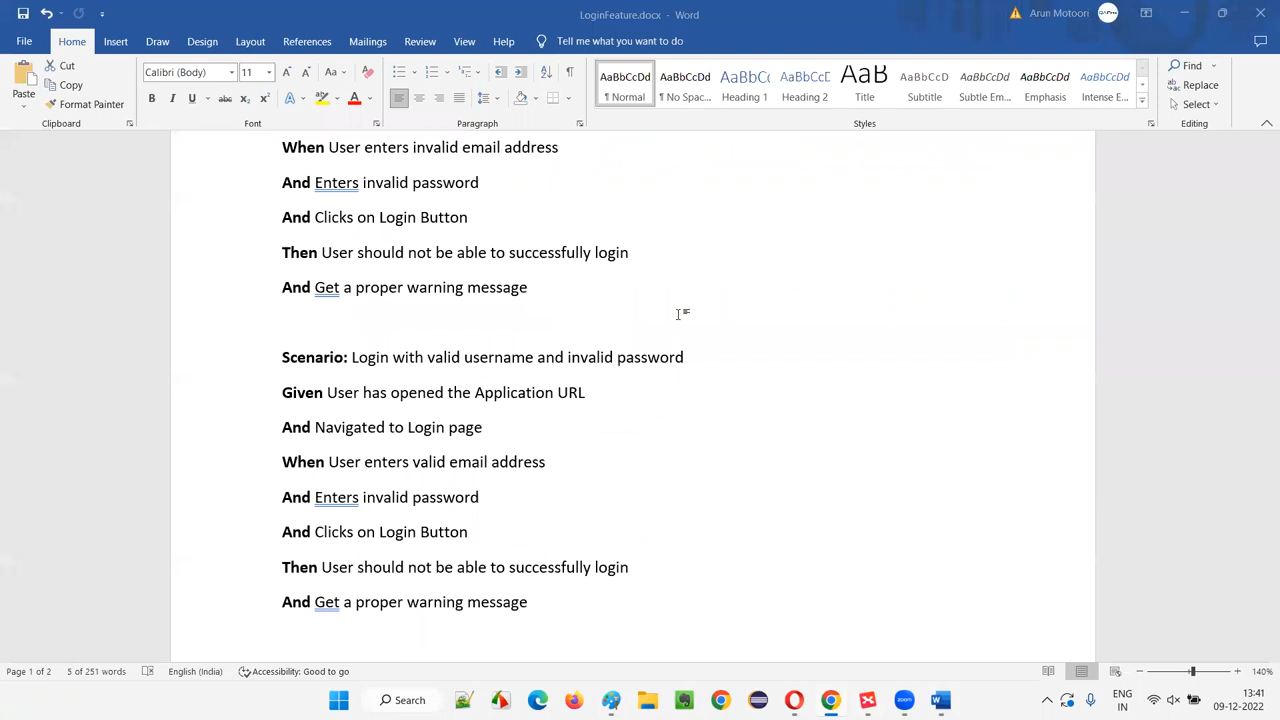 LoginFeature.docx - Word
Arun Motoori
File Home Insert Draw Design Layout References Mailings Review View Help Tell me what you want to do
Paste
Cut
Copy
Format Painter
Clipboard
Calibri (Body) 11
Font
Paragraph
AaBbCcDd AaBbCcDd AaBbCc AaBbCcE AaB AaBbCcDd AaBbCcDd AaBbCcDd AaBbCcDd
¶ Normal ¶ No Spac... Heading 1 Heading 2 Title Subtitle Subtle Em... Emphasis Intense E...
Styles
Find
Replace
Select
Editing
When User enters invalid email address
And Enters invalid password
And Clicks on Login Button
Then User should not be able to successfully login
And Get a proper warning message
Scenario: Login with valid username and invalid password
Given User has opened the Application URL
And Navigated to Login page
When User enters valid email address
And Enters invalid password
And Clicks on Login Button
Then User should not be able to successfully login
And Get a proper warning message
Page 1 of 2 5 of 251 words English (India) Accessibility: Good to go 140%
Search
zoom
ENG
IN
13:41
09-12-2022